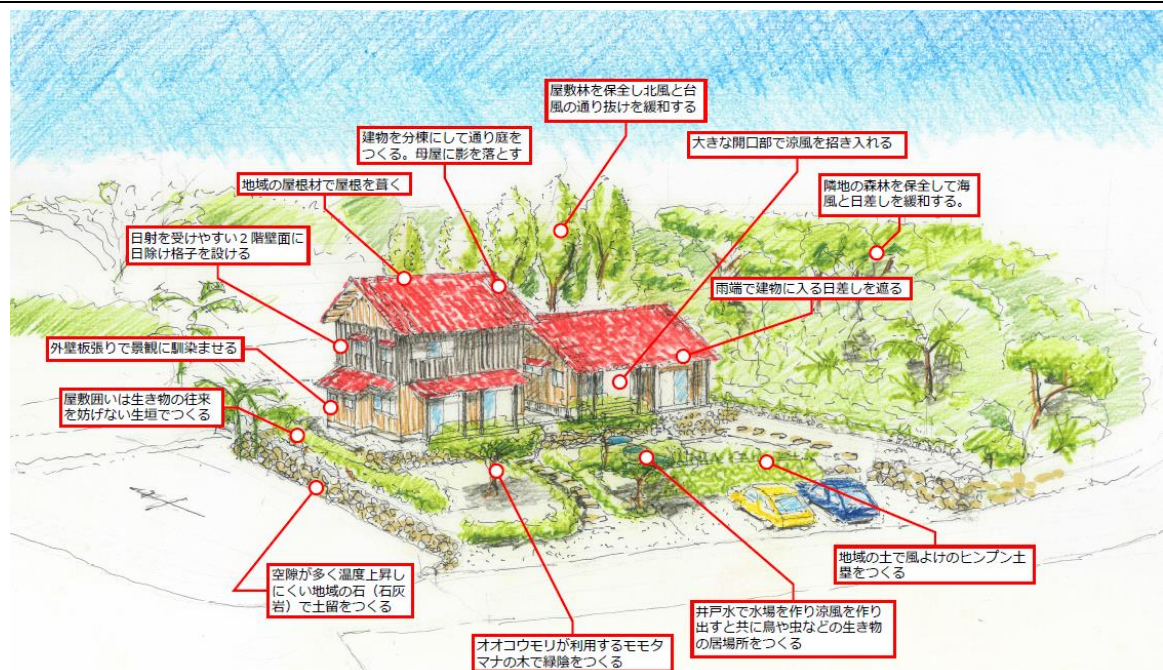 屋敷林を保全し北風と台
風の通り抜けを緩和する
建物を分棟にして通り庭を
つくる。母屋に影を落とす
大きな開口部で涼風を招き入れる
地域の屋根材で屋根を葺く
隣地の森林を保全して海
風と日差しを緩和する。
日射を受けやすい２階壁面に
日除け格子を設ける
雨端で建物に入る日差しを遮る
外壁板張りで景観に馴染ませる
屋敷囲いは生き物の往来
を妨げない生垣でつくる
地域の土で風よけのヒンプン土
塁をつくる
空隙が多く温度上昇し
にくい地域の石（石灰
岩）で土留をつくる
井戸水で水場を作り涼風を作り
出すと共に鳥や虫などの生き物
の居場所をつくる
オオコウモリが利用するモモタ
マナの木で緑陰をつくる